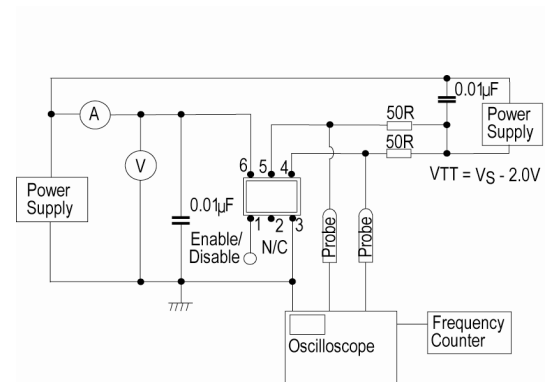 0.01µF
Power
Supply
A
50R
50R
V
6 5 4
VTT = VS - 2.0V
Power
Supply
0.01µF
1 2 3
Enable/
Disable
N/C
Probe
Probe
Oscilloscope
Frequency
Counter